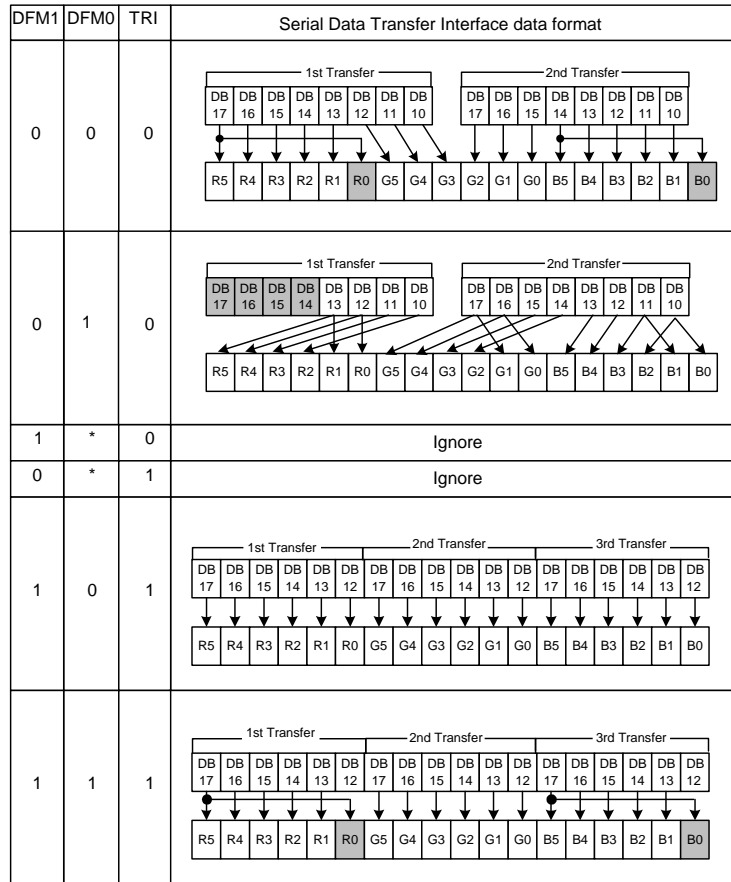 DFM1 DFM0 TRI Serial Data Transfer Interface data format
1st Transfer 2nd Transfer
DB DB DB DB DB DB DB DB DB DB DB DB DB DB DB DB
17 16 15 14 13 12 11 10 17 16 15 14 13 12 11 10
0 0 0
R5 R4 R3 R2 R1 R0 G5 G4 G3 G2 G1 G0 B5 B4 B3 B2 B1 B0
1st Transfer 2nd Transfer
DB DB DB DB DB DB DB DB DB DB DB DB DB DB DB DB
17 16 15 14 13 12 11 10 17 16 15 14 13 12 11 10
0 1 0
R5 R4 R3 R2 R1 R0 G5 G4 G3 G2 G1 G0 B5 B4 B3 B2 B1 B0
1 * 0 Ignore
0 * 1 Ignore
1st Transfer 2nd Transfer 3rd Transfer
DB DB DB DB DB DB DB DB DB DB DB DB DB DB DB DB DB DB
17 16 15 14 13 12 17 16 15 14 13 12 17 16 15 14 13 12
1 0 1
R5 R4 R3 R2 R1 R0 G5 G4 G3 G2 G1 G0 B5 B4 B3 B2 B1 B0
1st Transfer 2nd Transfer 3rd Transfer
DB DB DB DB DB DB DB DB DB DB DB DB DB DB DB DB DB DB
17 16 15 14 13 12 17 16 15 14 13 12 17 16 15 14 13 12
1 1 1
R5 R4 R3 R2 R1 R0 G5 G4 G3 G2 G1 G0 B5 B4 B3 B2 B1 B0